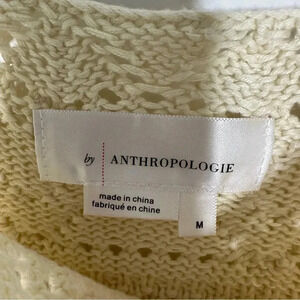 by ANTHROPOLOGIE
made in china
fabriqué en chine
M